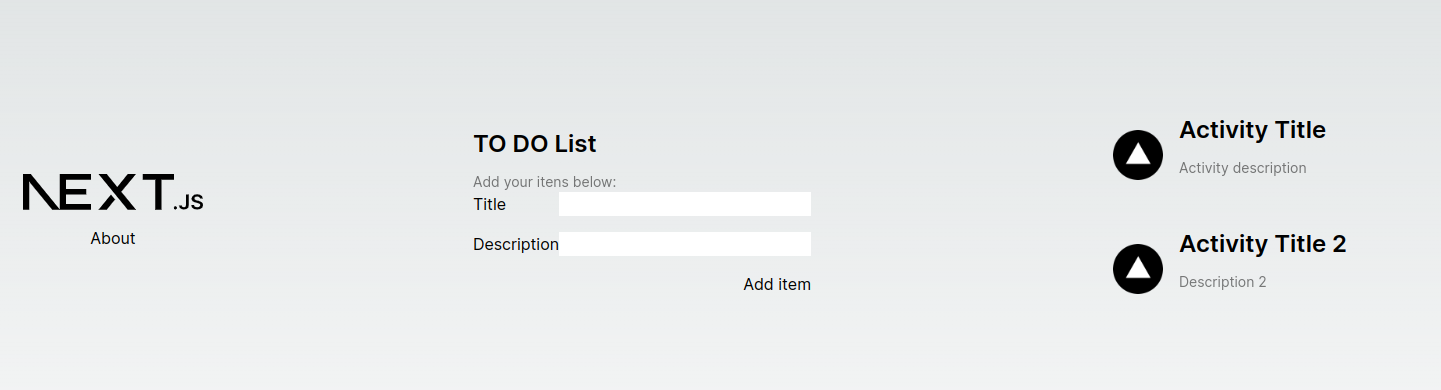 NEXT.JS
About
TO DO List
Add your itens below:
Title
Description
Add item
Activity Title
Activity description
Activity Title 2
Description 2